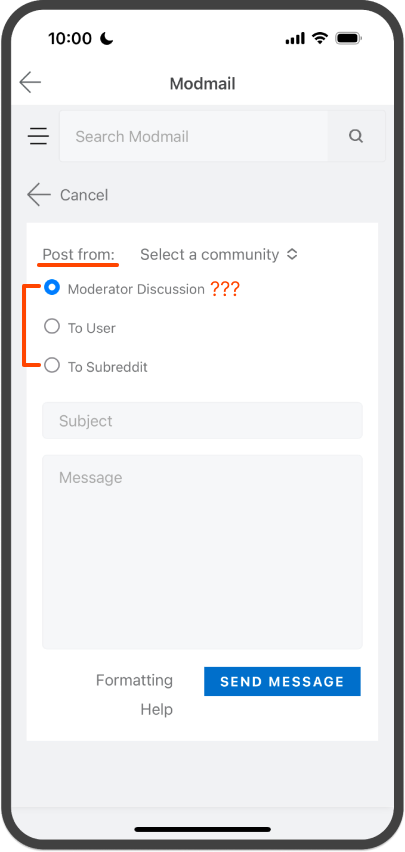 10:00
Modmail
Search Modmail
Cancel
Post from: Select a community
Moderator Discussion ???
To User
To Subreddit
Subject
Message
Formatting
Help
SEND MESSAGE